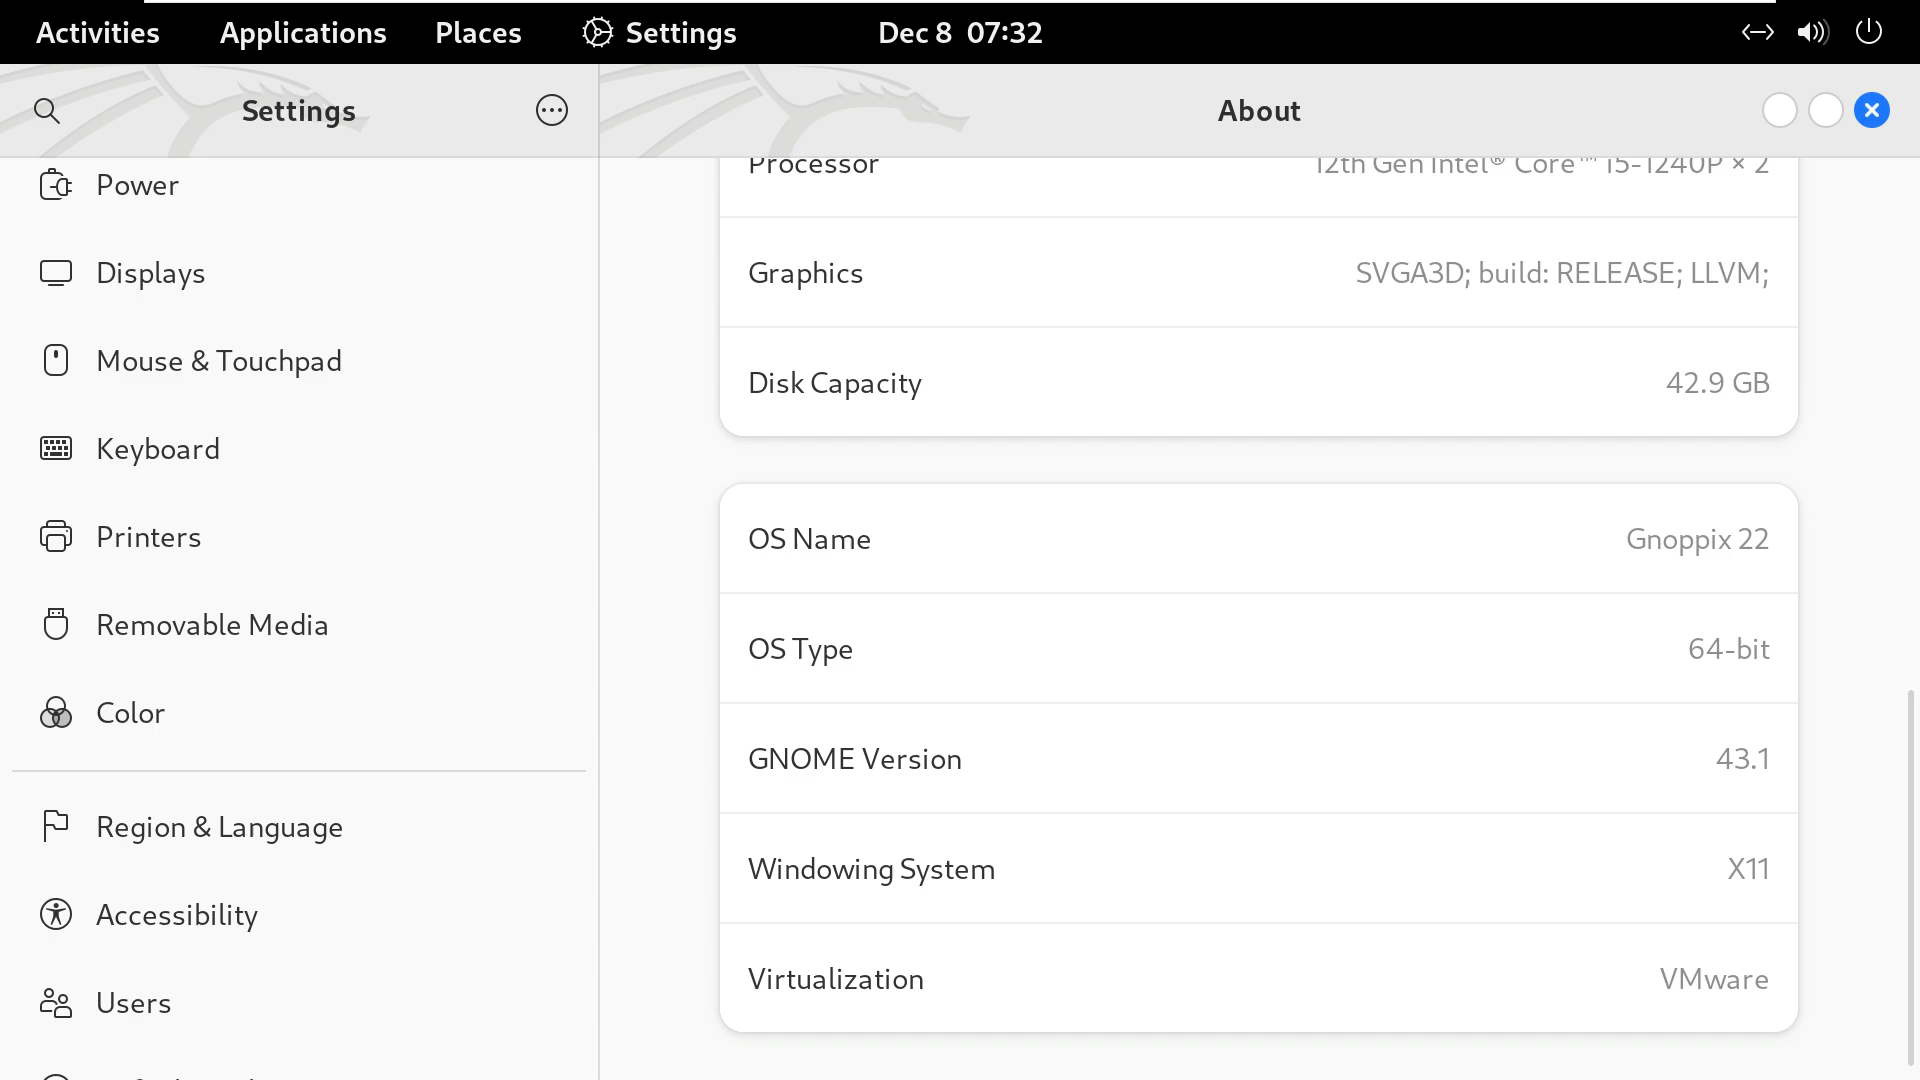 Activities Applications Places Settings Dec 8 07:32
Settings
About
Power
Displays
Mouse & Touchpad
Keyboard
Printers
Removable Media
Color
Region & Language
Accessibility
Users
Processor 12th Gen Intel® Core™ i5-1240P × 2
Graphics SVGA3D; build: RELEASE; LLVM;
Disk Capacity 42.9 GB
OS Name Gnoppix 22
OS Type 64-bit
GNOME Version 43.1
Windowing System X11
Virtualization VMware